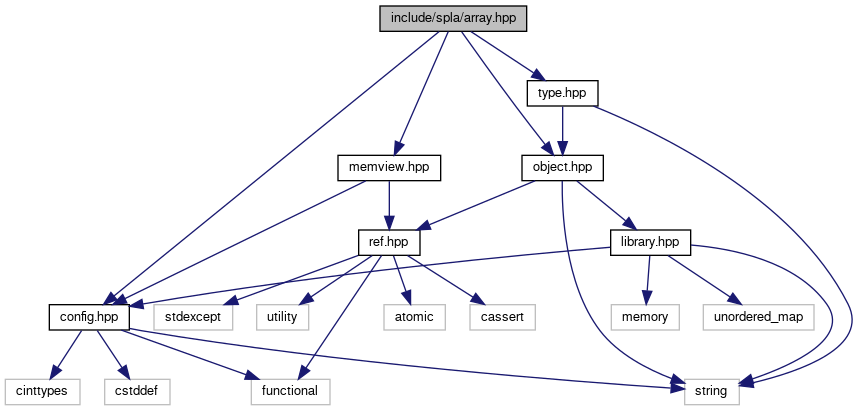 include/spla/array.hpp
type.hpp
memview.hpp
object.hpp
ref.hpp
library.hpp
config.hpp
stdexcept
utility
atomic
cassert
memory
unordered_map
cinttypes
cstddef
functional
string